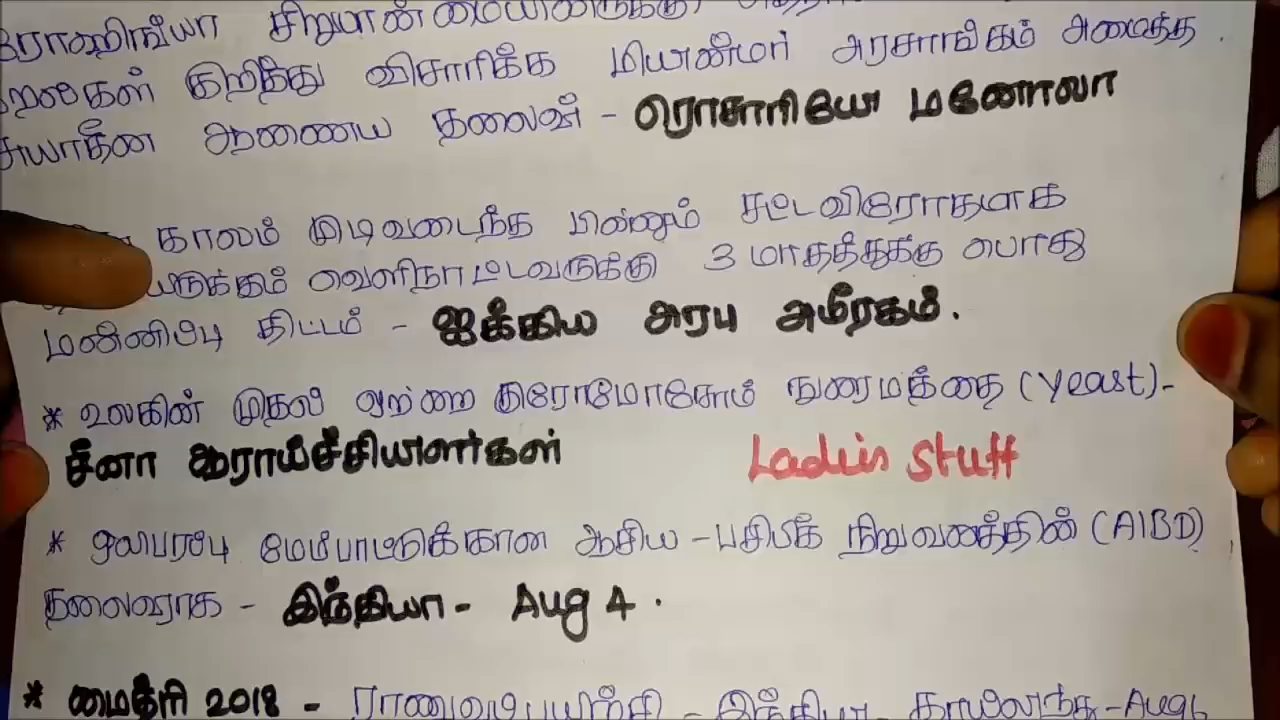 ரோஹிங்யா சிறுபான்மையினருக்கு
குறித்து விசாரிக்க மியான்மர் அரசாங்கம் அமைத்த
சுயாதீன ஆணைய தலைவர் - ரொசாரியோ மனோலா
காலம் முடிவடைந்த பின்னும் சட்டவிரோதமாக
வெளிநாட்டவருக்கு 3 மாதத்துக்கு பொது
மன்னிப்பு திட்டம் - ஐக்கிய அரபு அமீரகம்.
* உலகின் முதல் ஒற்றை குரோமோசோம் நுரைமத்தை (yeast)-
சீனா ஆராய்ச்சியாளர்கள்
Ladies stuff
* ஒலிபரப்பு மேம்பாட்டுக்கான ஆசிய - பசிபிக் நிறுவனத்தின் (AIBD)
தலைவராக - இந்தியா - Aug 4.
* மைத்ரி 2018 - ராணுவப்பயிற்சி - இந்தியா - தாய்லாந்து - Aug 6